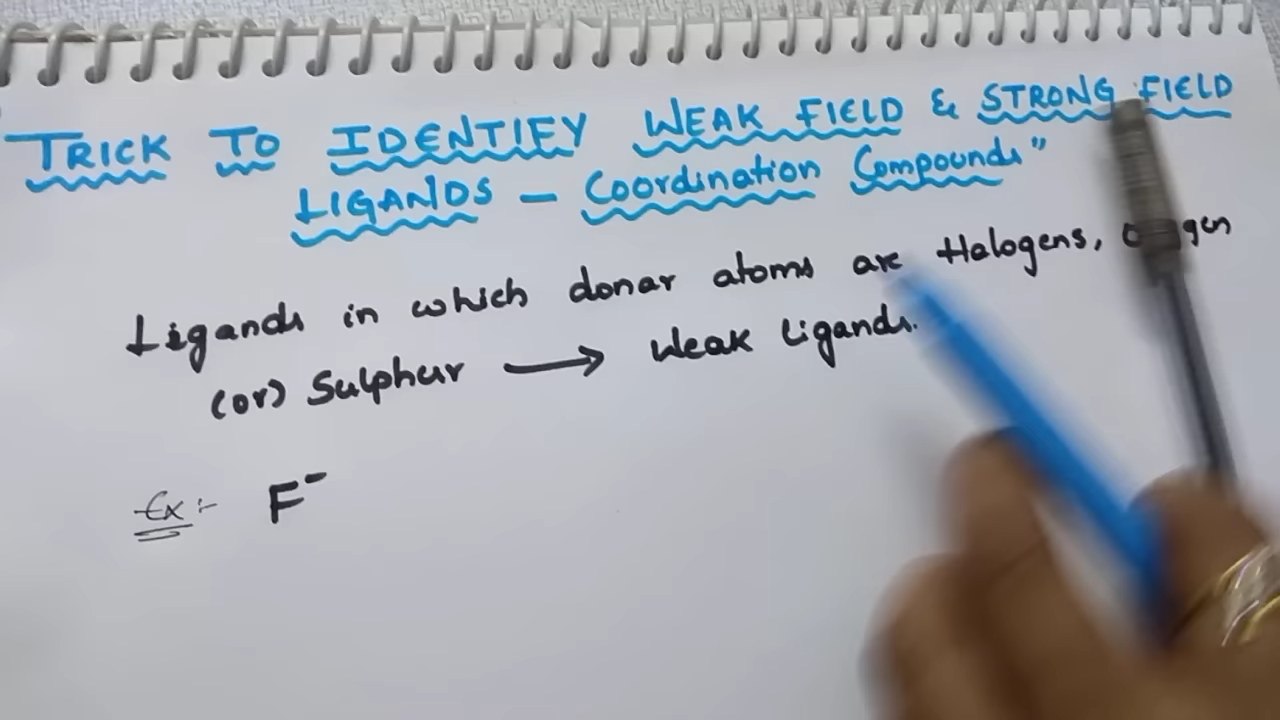 TRICK TO IDENTIFY WEAK FIELD & STRONG FIELD
LIGANDS – Coordination Compounds"
Ligands in which donar atoms are Halogens,
(or) Sulphur → Weak Ligands.
Ex:- F⁻